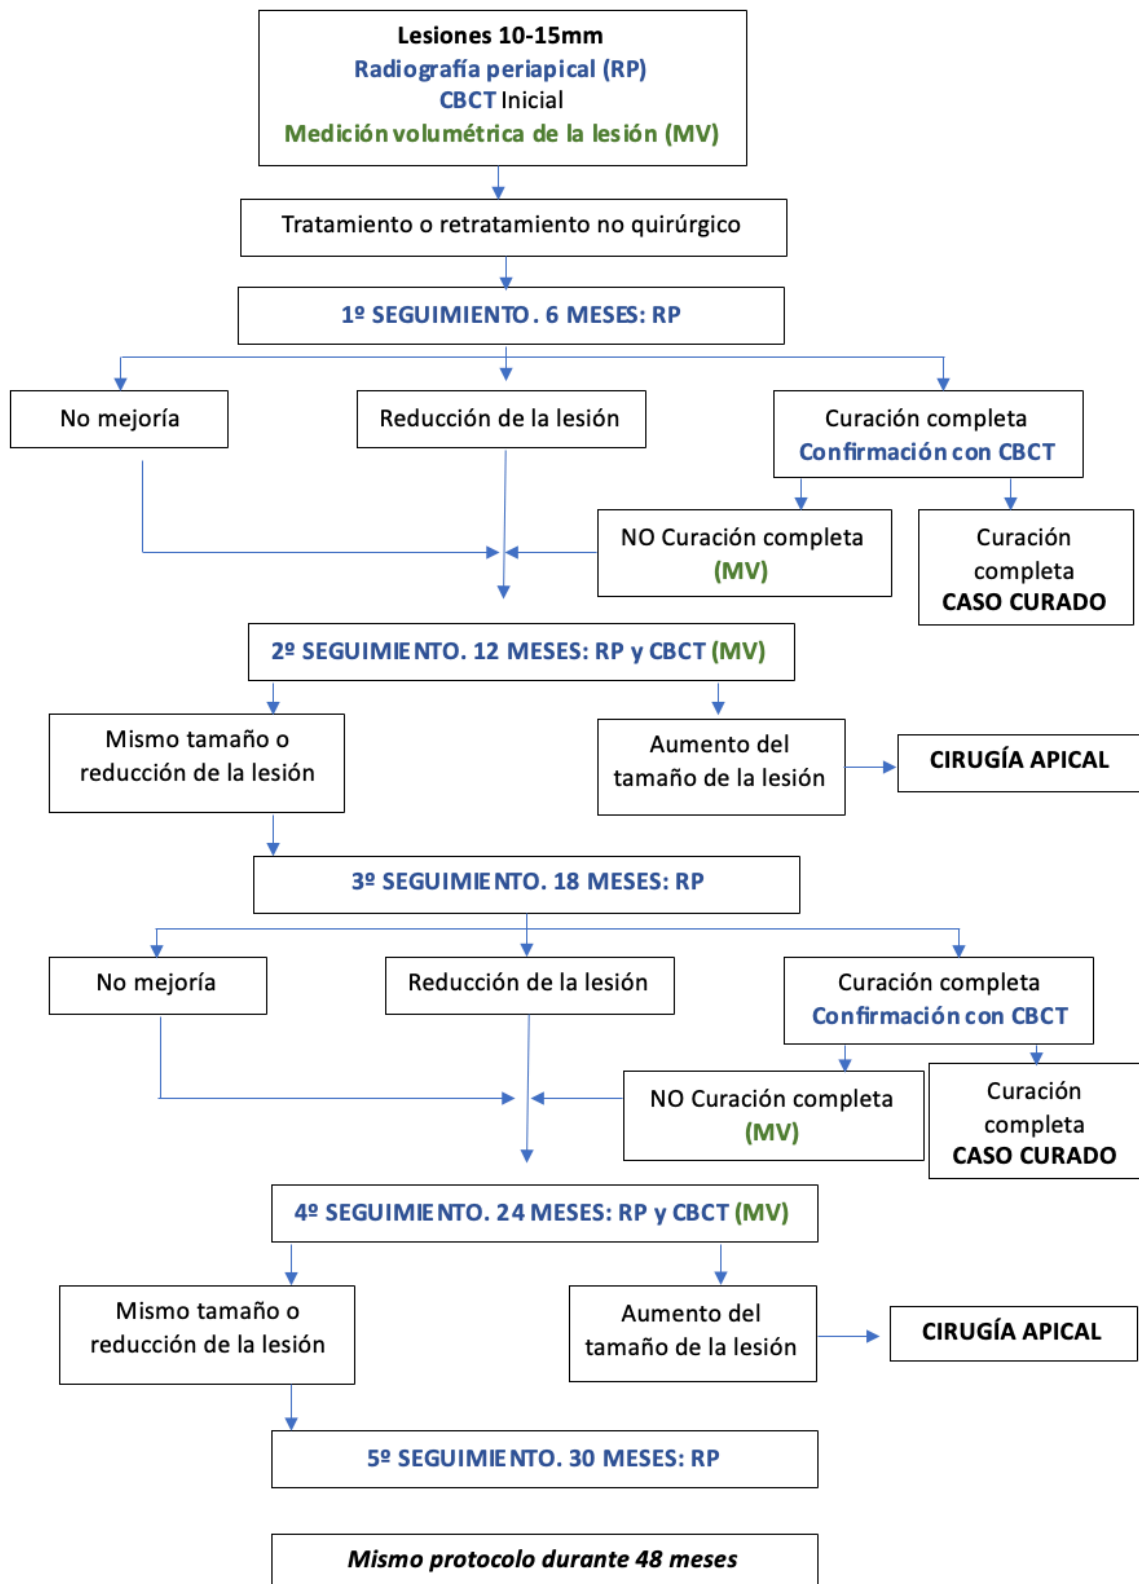 Lesiones 10-15mm
Radiografía periapical (RP)
CBCT Inicial
Medición volumétrica de la lesión (MV)
Tratamiento o retratamiento no quirúrgico
1º SEGUIMIENTO. 6 MESES: RP
No mejoría
Reducción de la lesión
Curación completa
Confirmación con CBCT
NO Curación completa
(MV)
Curación
completa
CASO CURADO
2º SEGUIMIENTO. 12 MESES: RP y CBCT (MV)
Mismo tamaño o
reducción de la lesión
Aumento del
tamaño de la lesión
CIRUGÍA APICAL
3º SEGUIMIENTO. 18 MESES: RP
No mejoría
Reducción de la lesión
Curación completa
Confirmación con CBCT
NO Curación completa
(MV)
Curación
completa
CASO CURADO
4º SEGUIMIENTO. 24 MESES: RP y CBCT (MV)
Mismo tamaño o
reducción de la lesión
Aumento del
tamaño de la lesión
CIRUGÍA APICAL
5º SEGUIMIENTO. 30 MESES: RP
Mismo protocolo durante 48 meses